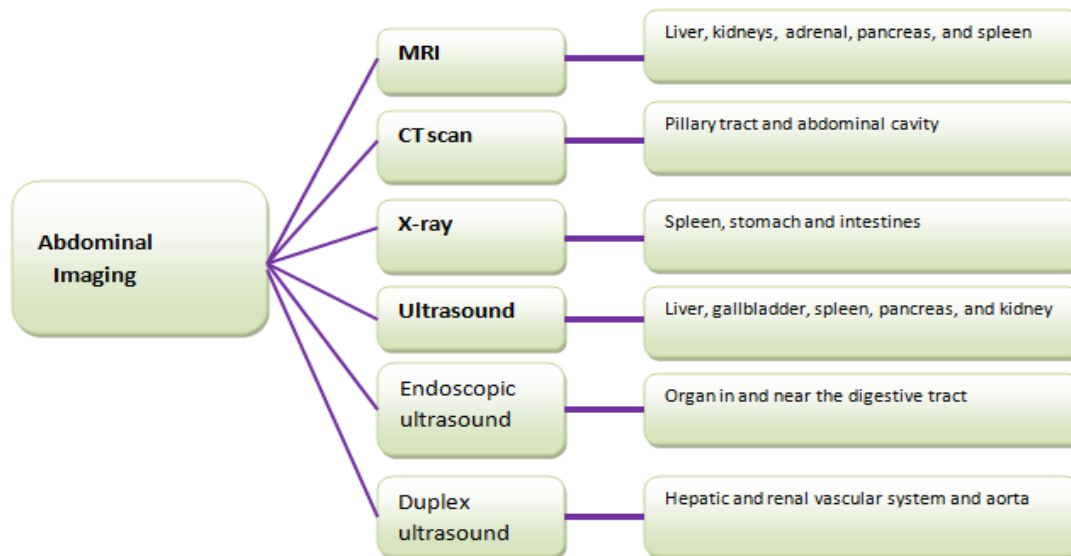 Abdominal
Imaging
MRI
Liver, kidneys, adrenal, pancreas, and spleen
CT scan
Pillary tract and abdominal cavity
X-ray
Spleen, stomach and intestines
Ultrasound
Liver, gallbladder, spleen, pancreas, and kidney
Endoscopic
ultrasound
Organ in and near the digestive tract
Duplex
ultrasound
Hepatic and renal vascular system and aorta